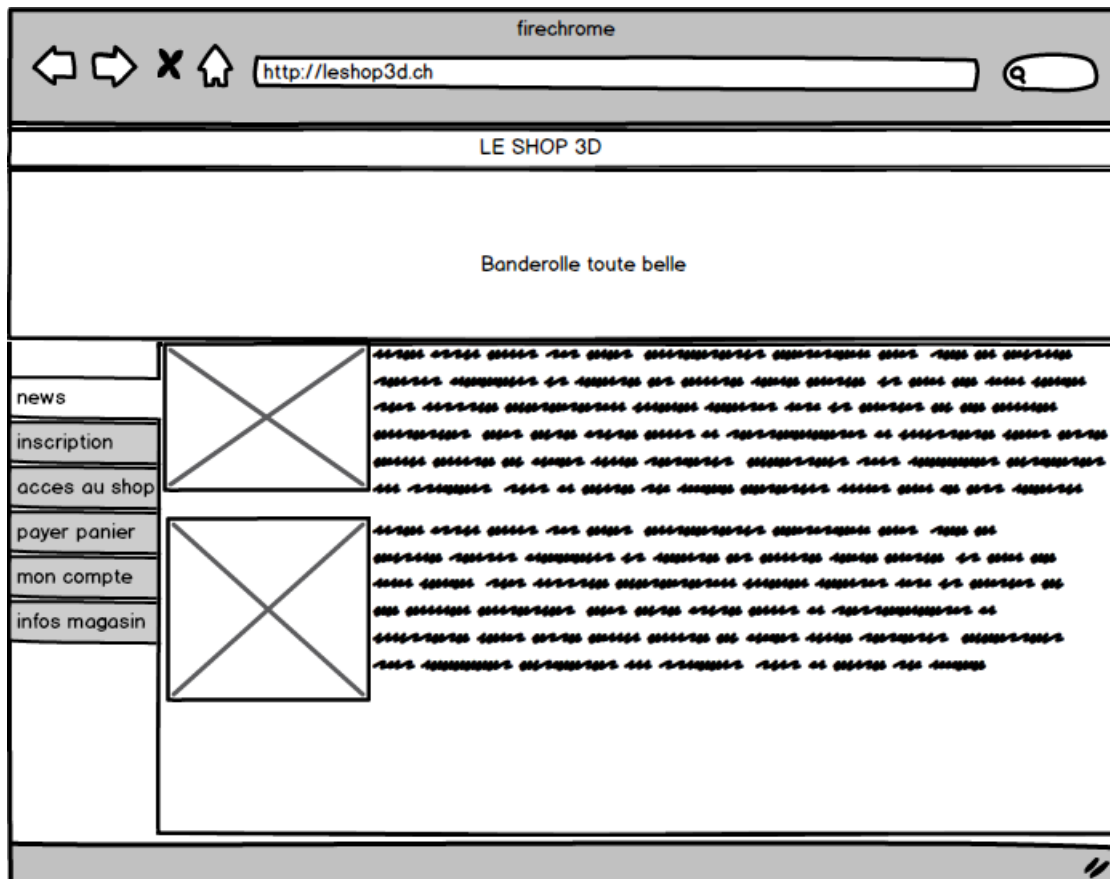 firechrome
http://leshop3d.ch
LE SHOP 3D
Banderolle toute belle
news
inscription
acces au shop
payer panier
mon compte
infos magasin